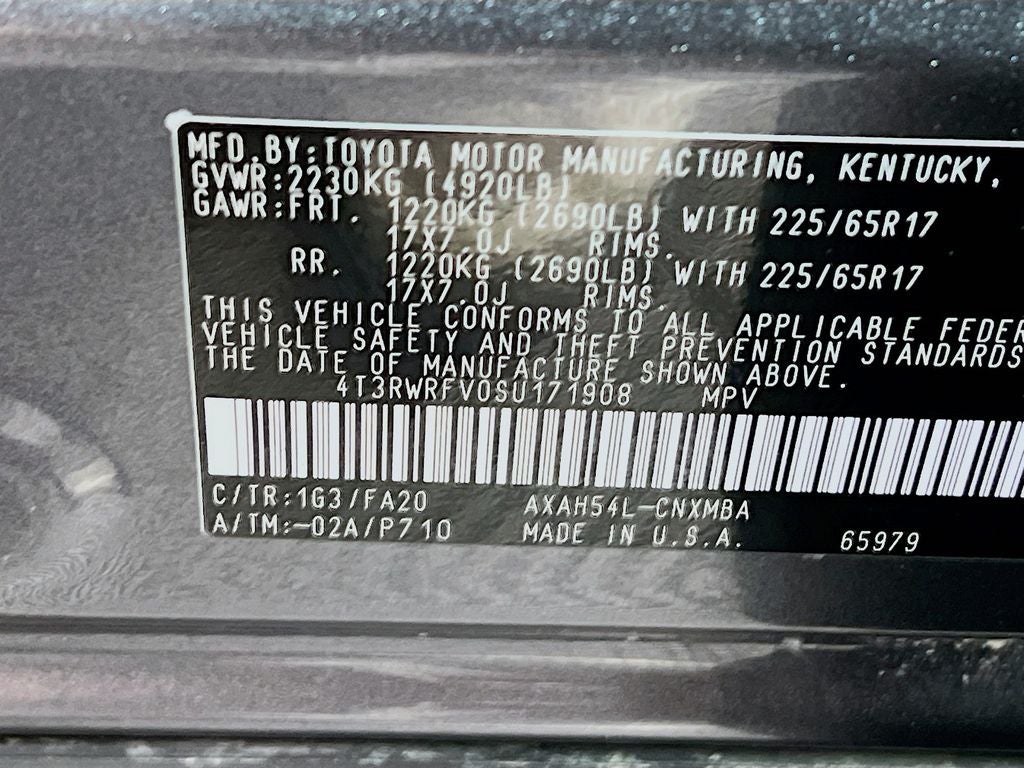 MFD.BY:TOYOTA MOTOR MANUFACTURING, KENTUCKY,
GVWR:2230KG (4920LB)
GAWR:FRT. 1220KG (2690LB) WITH 225/65R17
17X7.0J RIMS.
RR. 1220KG (2690LB) WITH 225/65R17
17X7.0J RIMS.
THIS VEHICLE CONFORMS TO ALL APPLICABLE FEDER
VEHICLE SAFETY AND THEFT PREVENTION STANDARDS
THE DATE OF MANUFACTURE SHOWN ABOVE.
4T3RWRFV0SU171908 MPV
C/TR:1G3/FA20 AXAH54L-CNXMBA
A/TM:-02A/P710 MADE IN U.S.A. 65979